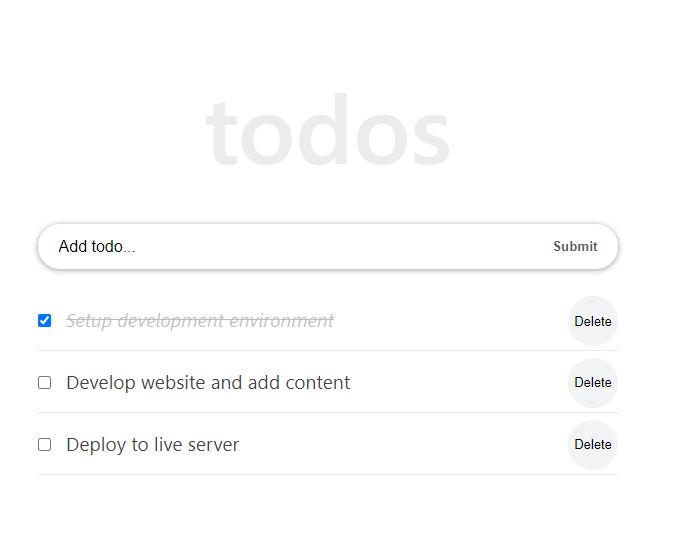 todos
Add todo... Submit
Setup development environment Delete
Develop website and add content Delete
Deploy to live server Delete